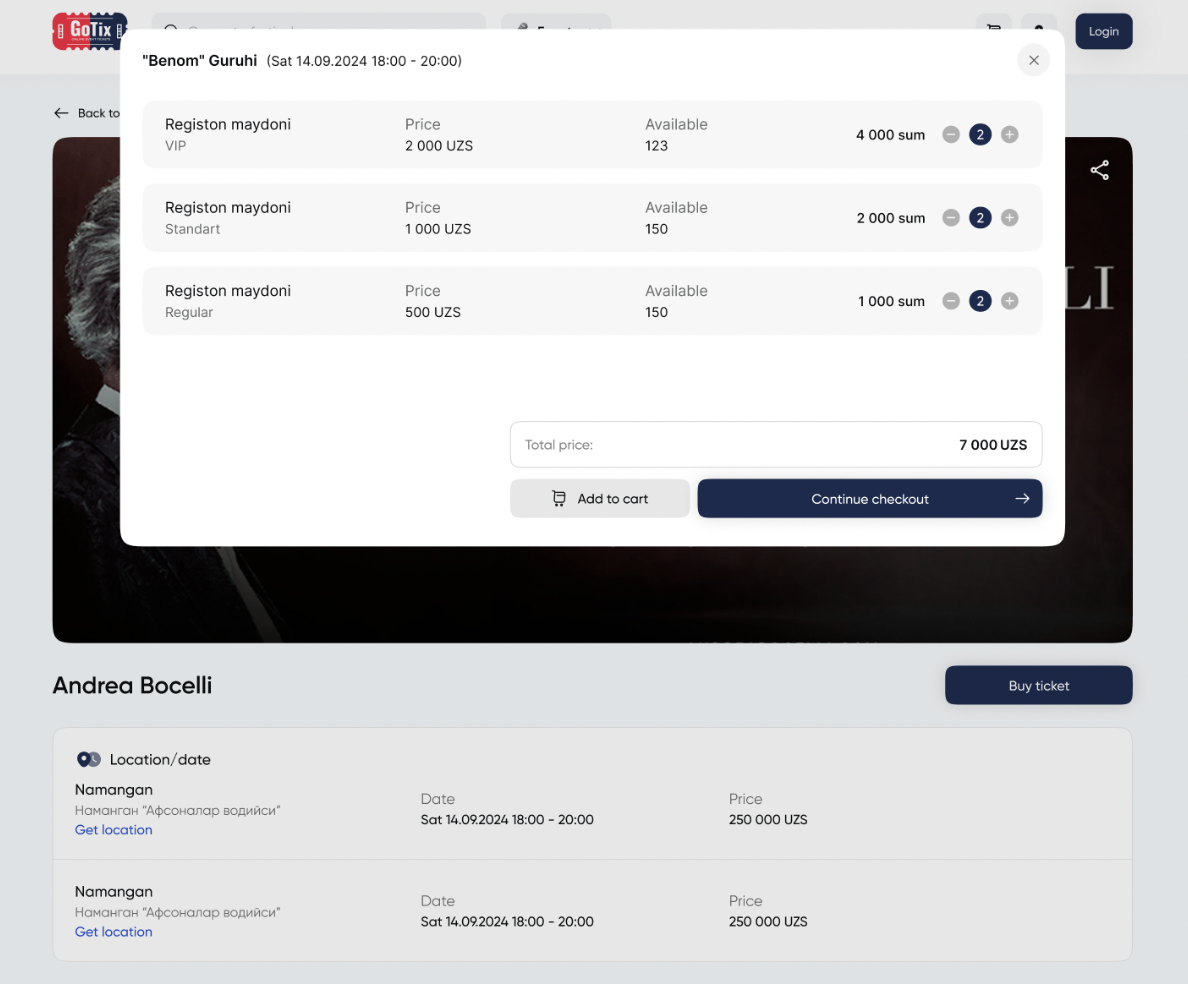 GoTix
ONLINE EVENT TICKETS
Login
"Benom" Guruhi (Sat 14.09.2024 18:00 - 20:00)
Back to
Registon maydoni
VIP
Price
2 000 UZS
Available
123
4 000 sum
2
Registon maydoni
Standart
Price
1 000 UZS
Available
150
2 000 sum
2
Registon maydoni
Regular
Price
500 UZS
Available
150
1 000 sum
2
LI
Total price:
7 000 UZS
Add to cart
Continue checkout
Andrea Bocelli
Buy ticket
Location/date
Namangan
Наманган “Афсоналар водийси”
Get location
Date
Sat 14.09.2024 18:00 - 20:00
Price
250 000 UZS
Namangan
Наманган “Афсоналар водийси”
Get location
Date
Sat 14.09.2024 18:00 - 20:00
Price
250 000 UZS